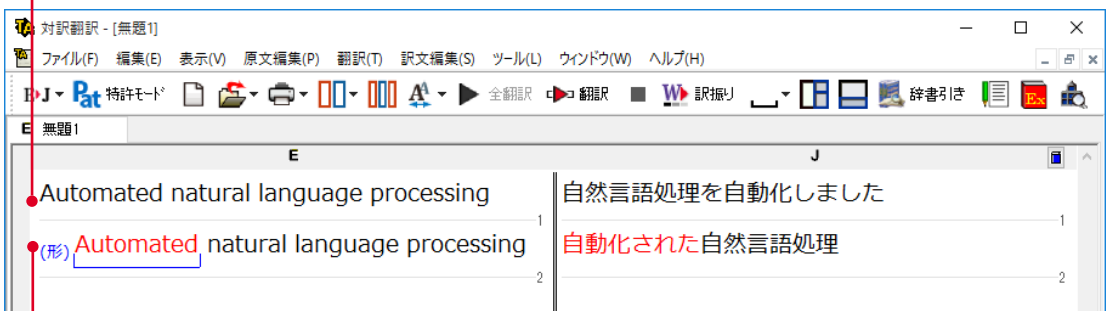 対訳翻訳 - [無題1]
ファイル(F) 編集(E) 表示(V) 原文編集(P) 翻訳(T) 訳文編集(S) ツール(L) ウィンドウ(W) ヘルプ(H)
E J Pat 特許モード A A 全翻訳 翻訳 W 訳振り 辞書引き Ex
E 無題1
E J
Automated natural language processing 自然言語処理を自動化しました
1 1
(形) Automated natural language processing 自動化された自然言語処理
2 2